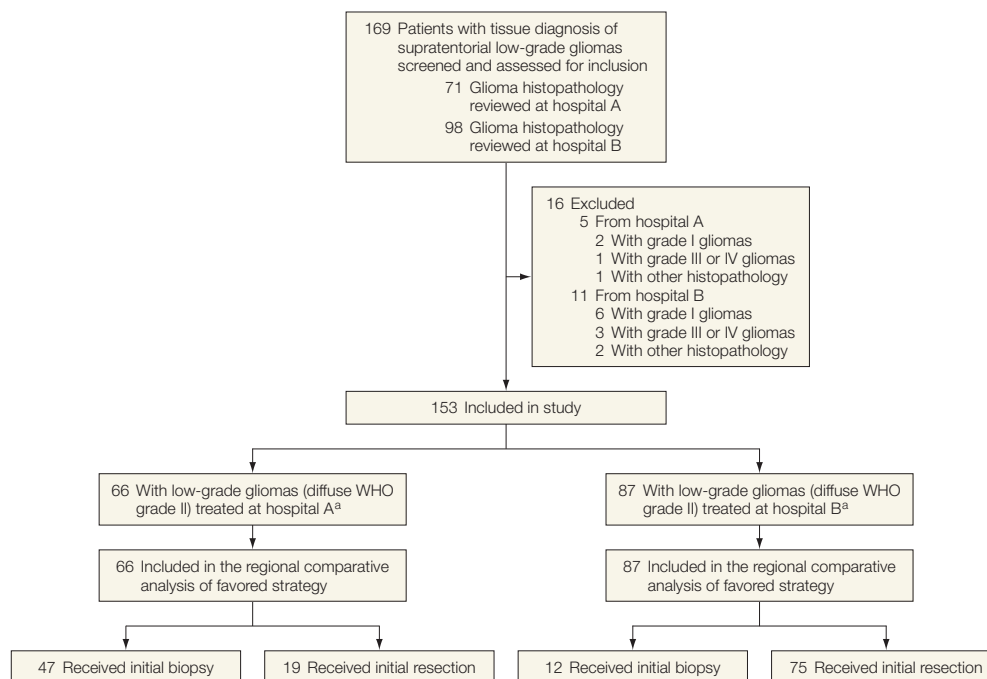 169 Patients with tissue diagnosis of
supratentorial low-grade gliomas
screened and assessed for inclusion
71 Glioma histopathology
reviewed at hospital A
98 Glioma histopathology
reviewed at hospital B
16 Excluded
5 From hospital A
2 With grade I gliomas
1 With grade III or IV gliomas
1 With other histopathology
11 From hospital B
6 With grade I gliomas
3 With grade III or IV gliomas
2 With other histopathology
153 Included in study
66 With low-grade gliomas (diffuse WHO
grade II) treated at hospital Aa
87 With low-grade gliomas (diffuse WHO
grade II) treated at hospital Ba
66 Included in the regional comparative
analysis of favored strategy
87 Included in the regional comparative
analysis of favored strategy
47 Received initial biopsy
19 Received initial resection
12 Received initial biopsy
75 Received initial resection